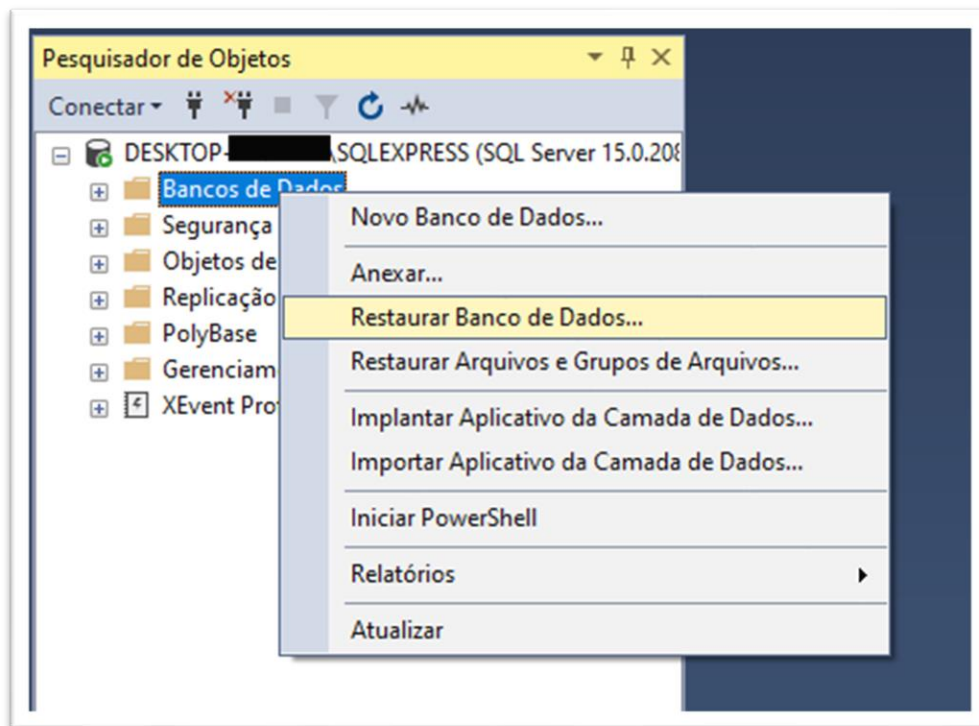 Pesquisador de Objetos
Conectar
DESKTOP- \SQLEXPRESS (SQL Server 15.0.208
Bancos de Dados
Segurança
Objetos de
Replicação
PolyBase
Gerenciam
XEvent Prof
Novo Banco de Dados...
Anexar...
Restaurar Banco de Dados...
Restaurar Arquivos e Grupos de Arquivos...
Implantar Aplicativo da Camada de Dados...
Importar Aplicativo da Camada de Dados...
Iniciar PowerShell
Relatórios
Atualizar